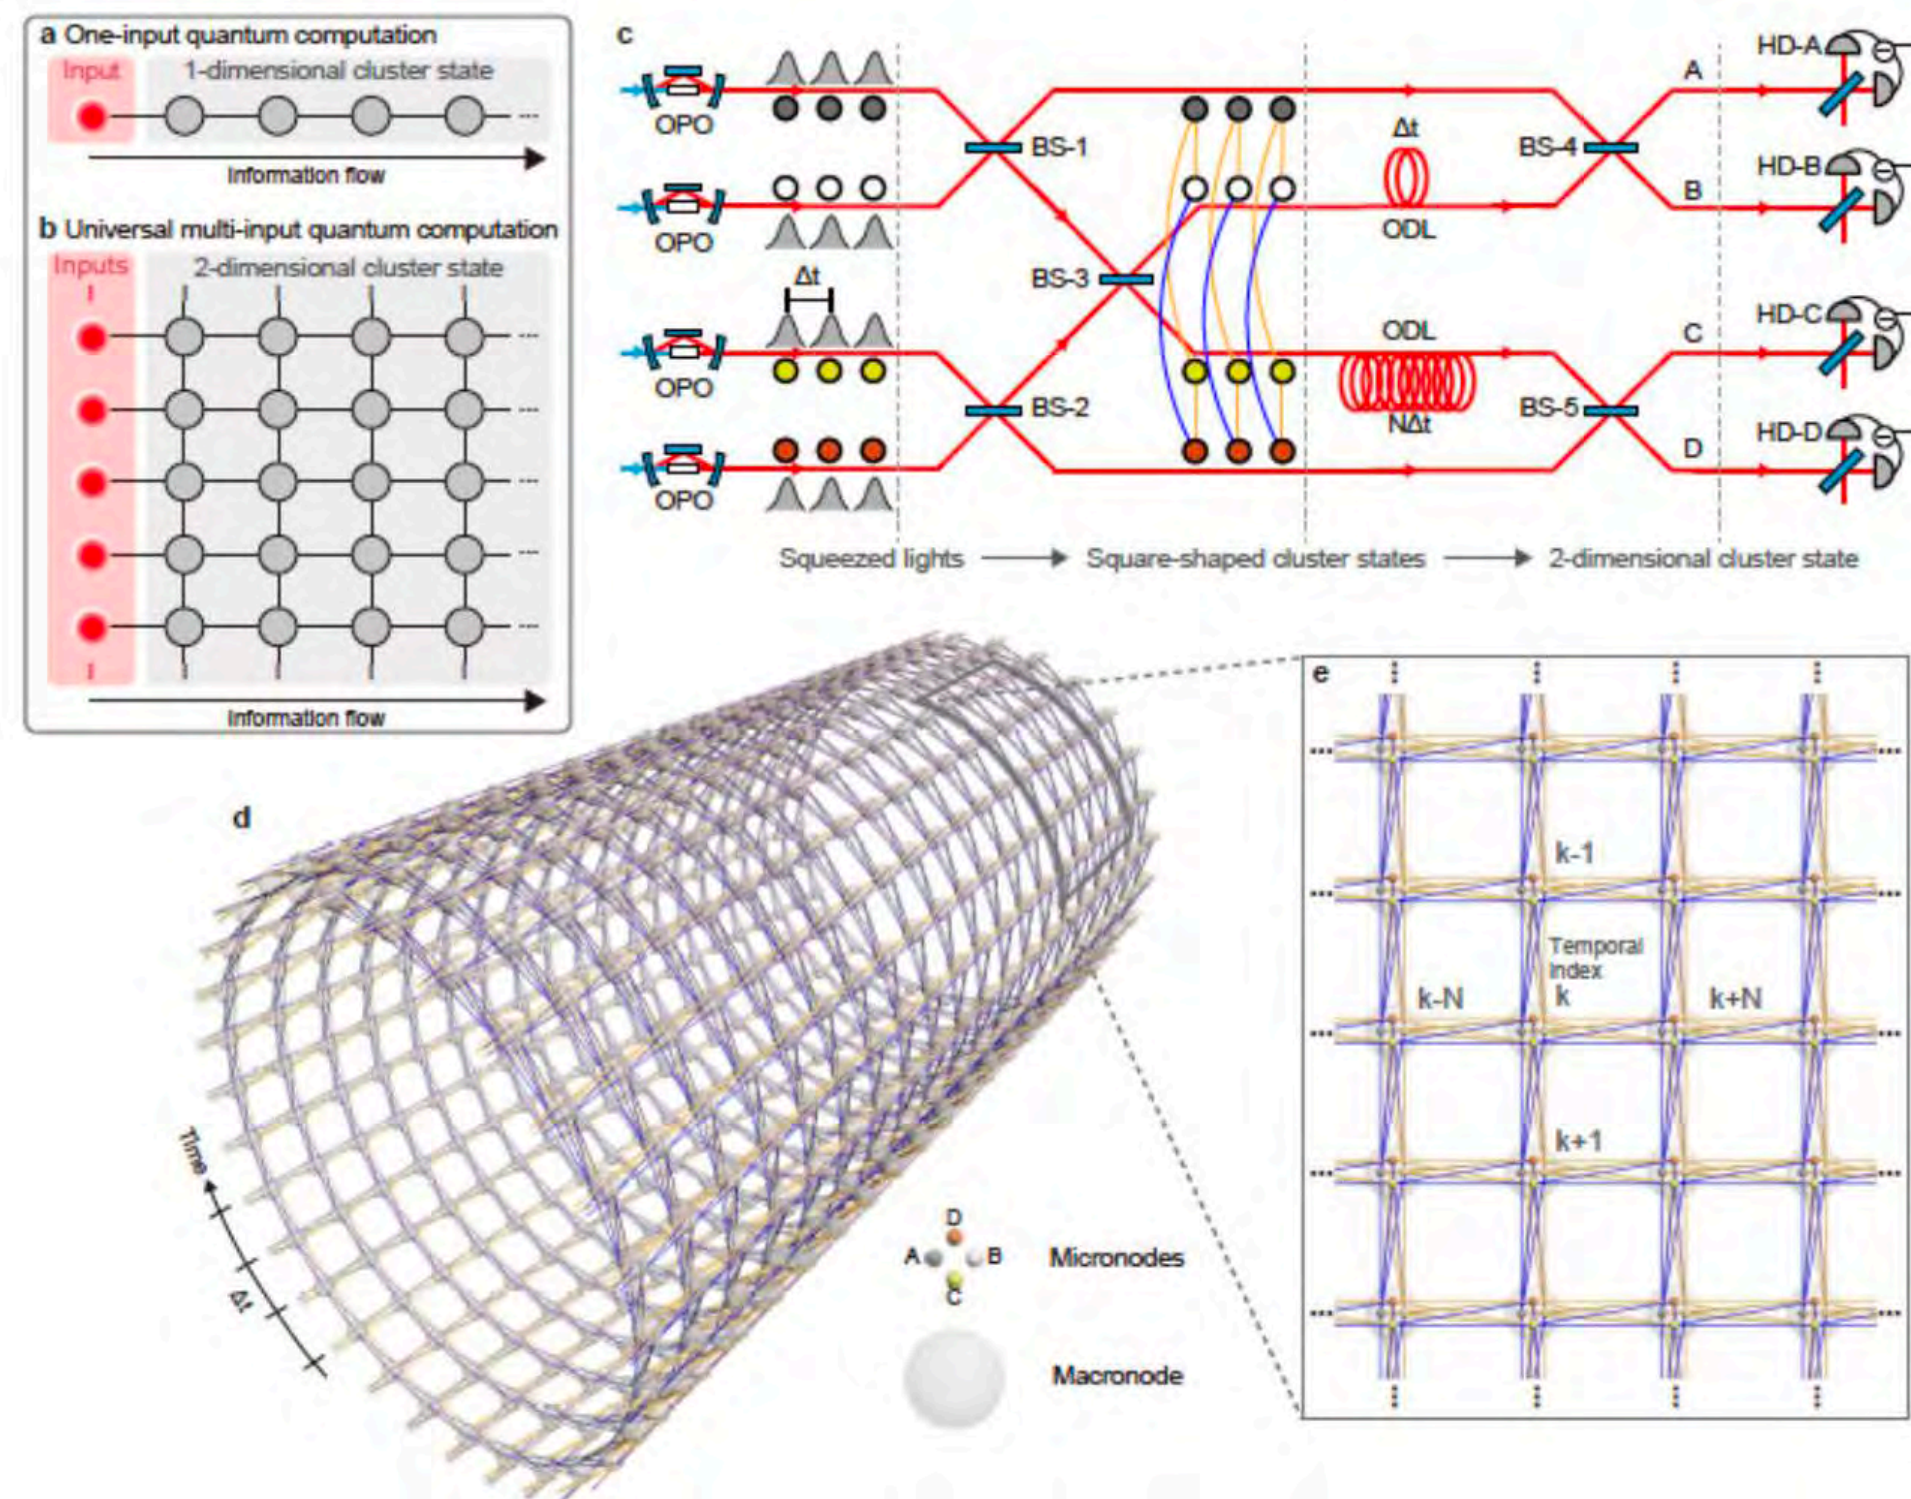 a One-input quantum computation
Input
1-dimensional cluster state
...
Information flow
b Universal multi-input quantum computation
Inputs
2-dimensional cluster state
...
...
...
...
...
Information flow
c
OPO
OPO
Δt
OPO
OPO
BS-1
BS-2
BS-3
Δt
ODL
ODL
NΔt
BS-4
BS-5
A
B
C
D
HD-A
HD-B
HD-C
HD-D
Squeezed lights
Square-shaped cluster states
2-dimensional cluster state
d
Time
Δt
D
A
B
C
Micronodes
Macronode
e
... ... ... ...
... ...
k-1
... ...
Temporal
index
k-N
k
k+N
... ...
k+1
... ...
... ...
... ... ... ...